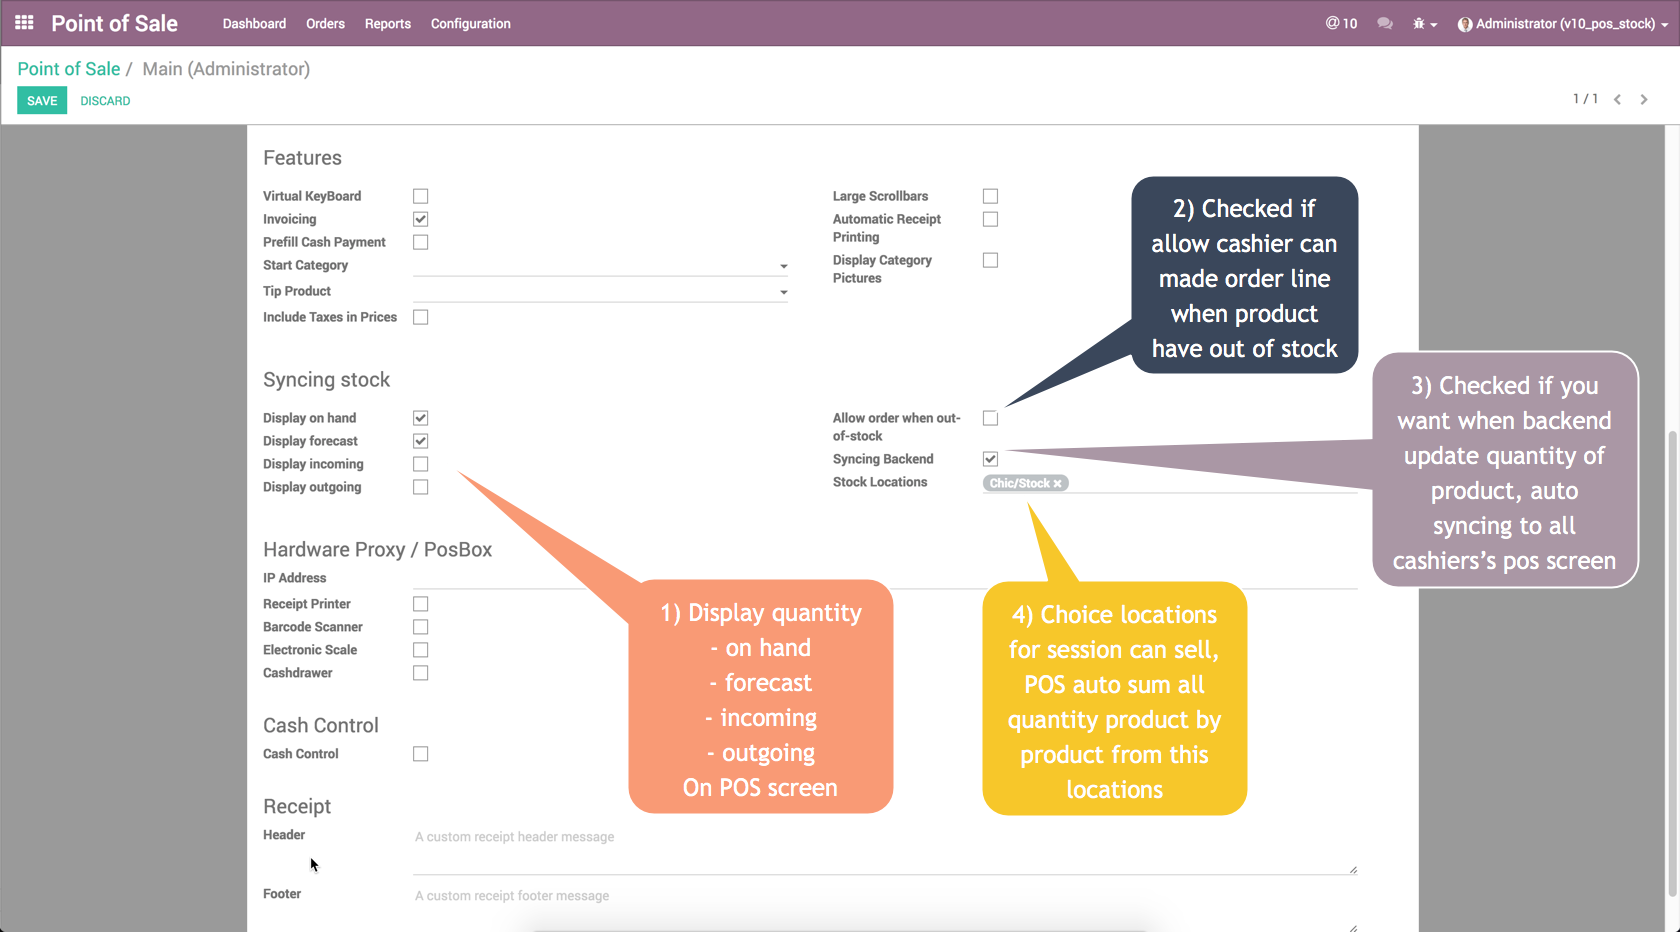 Point of Sale
Dashboard Orders Reports Configuration
@ 10
Administrator (v10_pos_stock)
Point of Sale / Main (Administrator)
SAVE DISCARD
1 / 1
Features
Virtual KeyBoard
Invoicing
Prefill Cash Payment
Start Category
Tip Product
Include Taxes in Prices
Large Scrollbars
Automatic Receipt
Printing
Display Category
Pictures
2) Checked if
allow cashier can
made order line
when product
have out of stock
Syncing stock
Display on hand
Display forecast
Display incoming
Display outgoing
Allow order when out-
of-stock
Syncing Backend
Stock Locations
Chic/Stock ×
3) Checked if you
want when backend
update quantity of
product, auto
syncing to all
cashiers’s pos screen
Hardware Proxy / PosBox
IP Address
Receipt Printer
Barcode Scanner
Electronic Scale
Cashdrawer
1) Display quantity
- on hand
- forecast
- incoming
- outgoing
On POS screen
4) Choice locations
for session can sell,
POS auto sum all
quantity product by
product from this
locations
Cash Control
Cash Control
Receipt
Header
A custom receipt header message
Footer
A custom receipt footer message